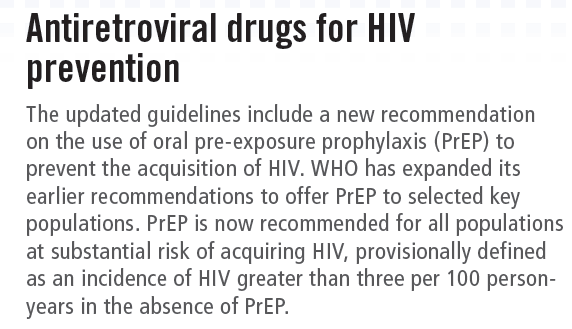 Antiretroviral drugs for HIV
prevention
The updated guidelines include a new recommendation
on the use of oral pre-exposure prophylaxis (PrEP) to
prevent the acquisition of HIV. WHO has expanded its
earlier recommendations to offer PrEP to selected key
populations. PrEP is now recommended for all populations
at substantial risk of acquiring HIV, provisionally defined
as an incidence of HIV greater than three per 100 person-
years in the absence of PrEP.